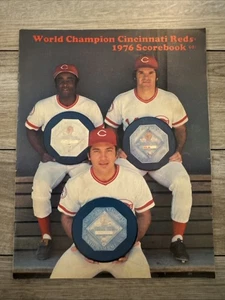 World Champion Cincinnati Reds
1976 Scorebook